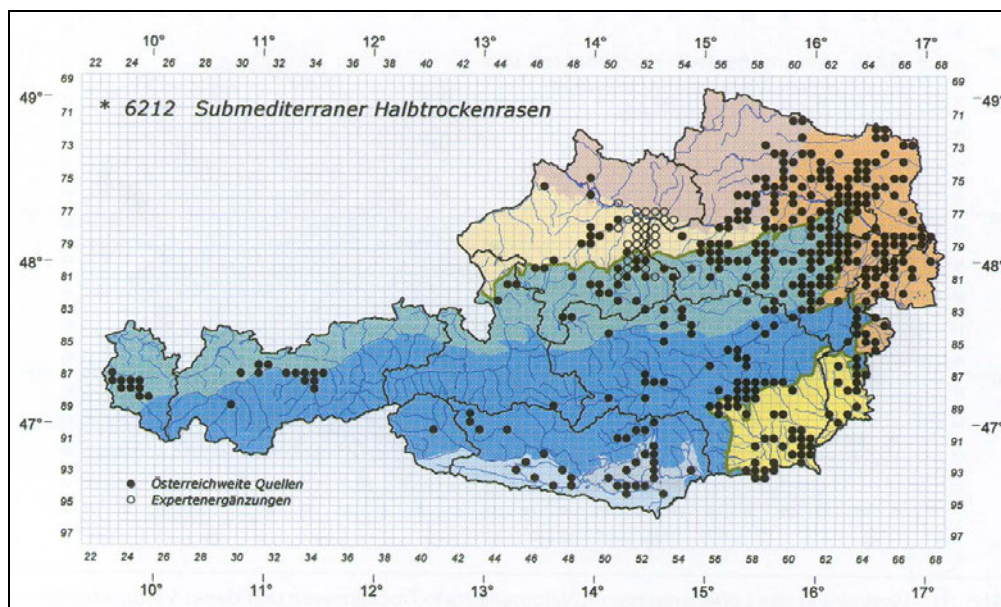 10° 11° 12° 13° 14° 15° 16° 17°
22 24 26 28 30 32 34 36 38 40 42 44 46 48 50 52 54 56 58 60 62 64 66 68
69 69
49° 49°
* 6212 Submediterraner Halbtrockenrasen
71 71
73 73
75 75
77 77
79 79
48° 48°
81 81
83 83
85 85
87 87
89 89
47° 47°
91 91
93 93
● Österreichweite Quellen
95 95
○ Expertenergänzungen
97 97
22 24 26 28 30 32 34 36 38 40 42 44 46 48 50 52 54 56 58 60 62 64 66 68
10° 11° 12° 13° 14° 15° 16° 17°